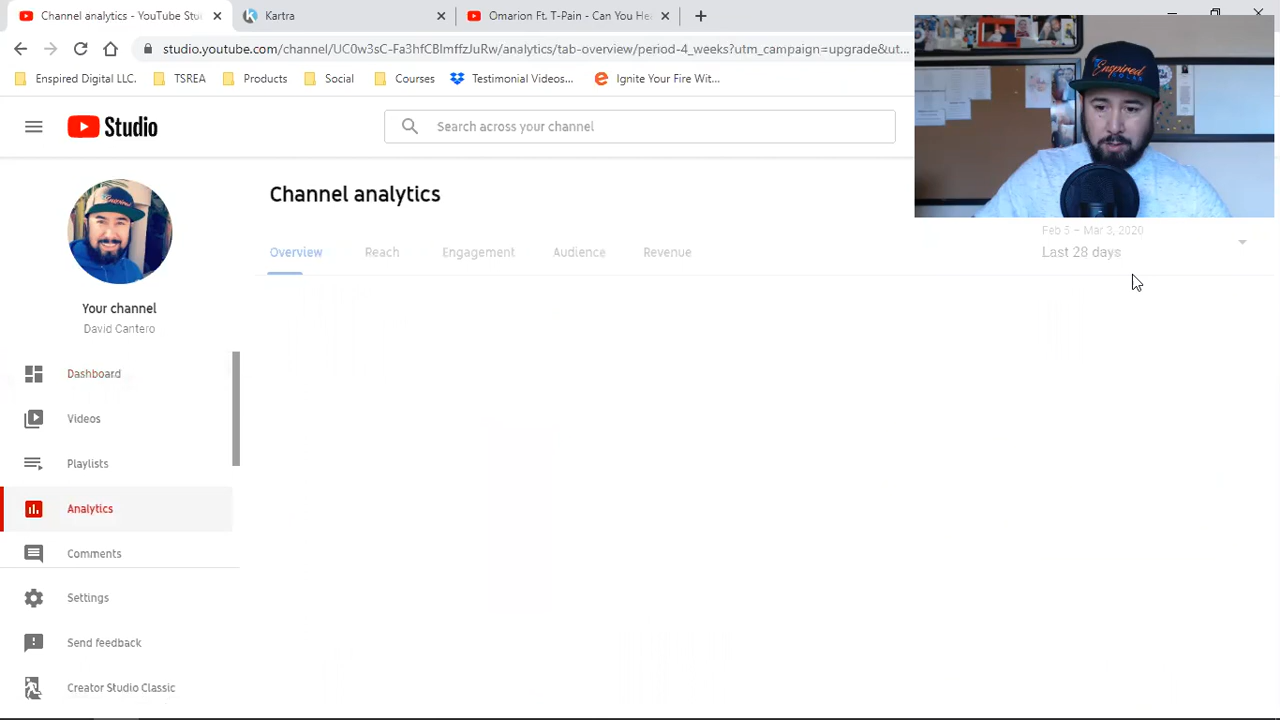 Channel analytics - YouTube Stu
Kartra
Omarion Ft. T-Pain - Can You He
studio.youtube.com/channel/
/analytics/tab-overview/period-4_weeks?utm_campaign=upgrade&ut...
Enspired Digital LLC.
TSREA
Products
Social
Testimonial Videos...
Ignite Your Fire Wit...
Studio
Search across your channel
Enspired
Channel analytics
Feb 5 – Mar 3, 2020
Last 28 days
Overview
Reach
Engagement
Audience
Revenue
Your channel
David Cantero
Dashboard
Videos
Playlists
Analytics
Comments
Settings
Send feedback
Creator Studio Classic